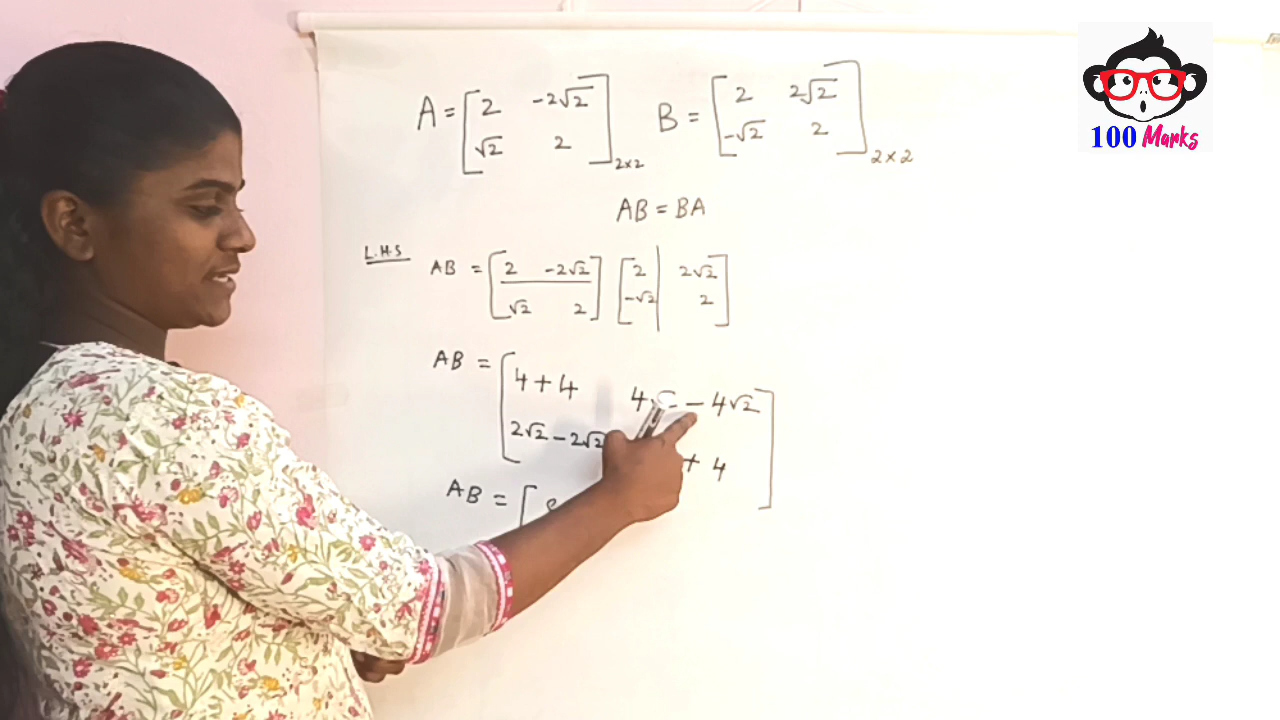 A = [ 2 -2√2 B = [ 2 2√2
√2 2 ]2×2 -√2 2 ]2×2
100 Marks
AB = BA
L.H.S
AB = [ 2 -2√2 ] [ 2 2√2 ]
√2 2 -√2 2
AB = [ 4 + 4 4 - 4√2 ]
2√2 - 2√2 + 4
AB = [ 8